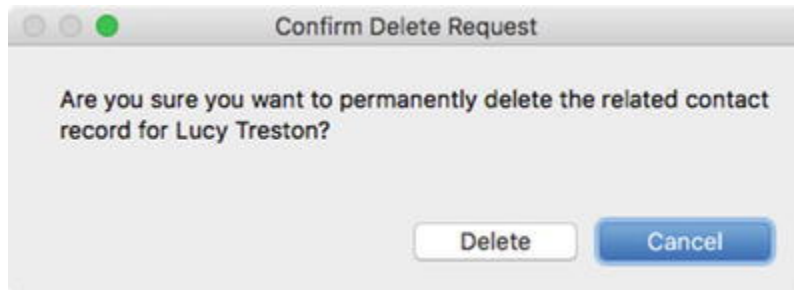 Confirm Delete Request
Are you sure you want to permanently delete the related contact
record for Lucy Treston?
Delete Cancel